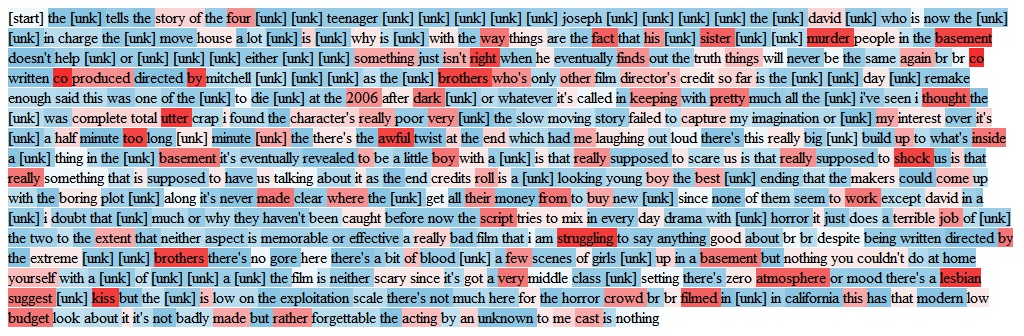 [start] the [unk] tells the story of the four [unk] [unk] teenager [unk] [unk] [unk] [unk] [unk] joseph [unk] [unk] [unk] [unk] the [unk] david [unk] who is now the [unk]
[unk] in charge the [unk] move house a lot [unk] is [unk] why is [unk] with the way things are the fact that his [unk] sister [unk] [unk] murder people in the basement
doesn't help [unk] or [unk] [unk] [unk] either [unk] [unk] something just isn't right when he eventually finds out the truth things will never be the same again br br co
written co produced directed by mitchell [unk] [unk] [unk] as the [unk] brothers who's only other film director's credit so far is the [unk] [unk] day [unk] remake
enough said this was one of the [unk] to die [unk] at the 2006 after dark [unk] or whatever it's called in keeping with pretty much all the [unk] i've seen i thought the
[unk] was complete total utter crap i found the character's really poor very [unk] the slow moving story failed to capture my imagination or [unk] my interest over it's
[unk] a half minute too long [unk] minute [unk] the there's the awful twist at the end which had me laughing out loud there's this really big [unk] build up to what's inside
a [unk] thing in the [unk] basement it's eventually revealed to be a little boy with a [unk] is that really supposed to scare us is that really supposed to shock us is that
really something that is supposed to have us talking about it as the end credits roll is a [unk] looking young boy the best [unk] ending that the makers could come up
with the boring plot [unk] along it's never made clear where the [unk] get all their money from to buy new [unk] since none of them seem to work except david in a
[unk] i doubt that [unk] much or why they haven't been caught before now the script tries to mix in every day drama with [unk] horror it just does a terrible job of [unk]
the two to the extent that neither aspect is memorable or effective a really bad film that i am struggling to say anything good about br br despite being written directed by
the extreme [unk] [unk] brothers there's no gore here there's a bit of blood [unk] a few scenes of girls [unk] up in a basement but nothing you couldn't do at home
yourself with a [unk] of [unk] [unk] a [unk] the film is neither scary since it's got a very middle class [unk] setting there's zero atmosphere or mood there's a lesbian
suggest [unk] kiss but the [unk] is low on the exploitation scale there's not much here for the horror crowd br br filmed in [unk] in california this has that modern low
budget look about it it's not badly made but rather forgettable the acting by an unknown to me cast is nothing